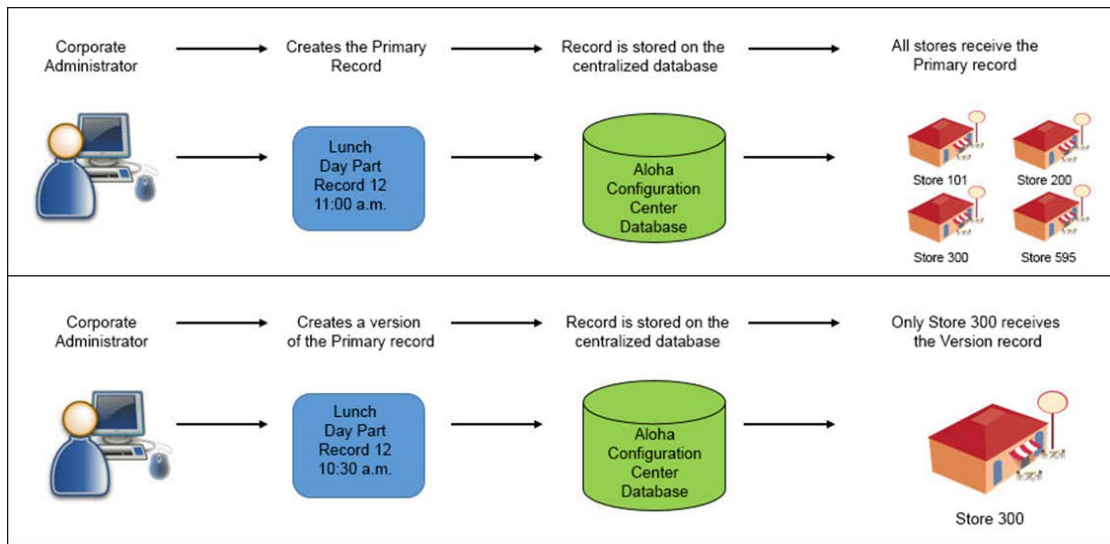 Corporate
Administrator
Creates the Primary
Record
Record is stored on the
centralized database
All stores receive the
Primary record
Lunch
Day Part
Record 12
11:00 a.m.
Aloha
Configuration
Center
Database
Store 101
Store 200
Store 300
Store 595
Corporate
Administrator
Creates a version
of the Primary record
Record is stored on the
centralized database
Only Store 300 receives
the Version record
Lunch
Day Part
Record 12
10:30 a.m.
Aloha
Configuration
Center
Database
Store 300